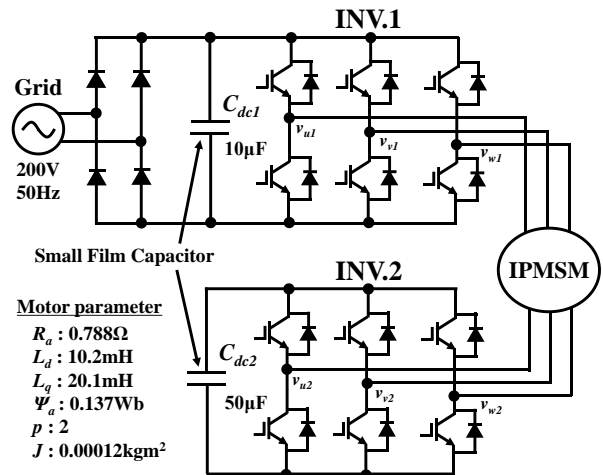 INV.1
Grid
200V
50Hz
C_dc1
10μF
v_u1
v_v1
v_w1
Small Film Capacitor
IPMSM
INV.2
Motor parameter
R_a : 0.788Ω
L_d : 10.2mH
L_q : 20.1mH
Ψ_a : 0.137Wb
p : 2
J : 0.00012kgm²
C_dc2
50μF
v_u2
v_v2
v_w2